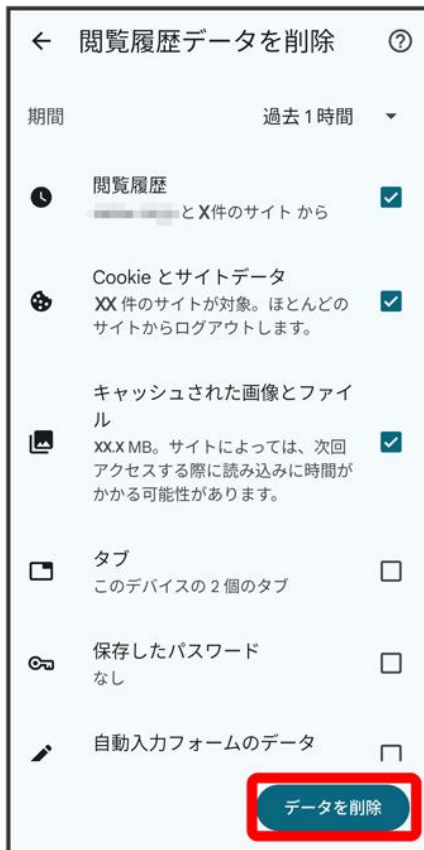 閲覧履歴データを削除
期間 過去1時間
閲覧履歴
とX件のサイト から
Cookie とサイトデータ
XX 件のサイトが対象。ほとんどの
サイトからログアウトします。
キャッシュされた画像とファイ
ル
XX.X MB。サイトによっては、次回
アクセスする際に読み込みに時間が
かかる可能性があります。
タブ
このデバイスの 2 個のタブ
保存したパスワード
なし
自動入力フォームのデータ
データを削除